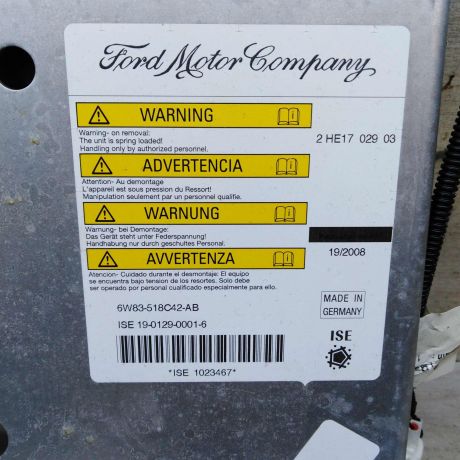 Ford Motor Company
WARNING
Warning- on removal:
The unit is spring loaded!
Handling only by authorized personnel.
2 HE17 029 03
ADVERTENCIA
Attention- Au demontage
L'appareil est sous pression du Ressort!
Manipulation seulement par un personnel qualifie.
WARNUNG
Warnung- bei Demontage:
Das Gerät steht unter Federspannung!
Handhabung nur durch geschultes Personal.
AVVERTENZA
19/2008
Atencion- Cuidado durante el desmontaje: El equipo
se encuentra bajo tension de los resortes. Solo debe
ser operado por personal cualificado especialmente para ello.
6W83-518C42-AB
ISE 19-0129-0001-6
MADE IN
GERMANY
ISE
*ISE 1023467*